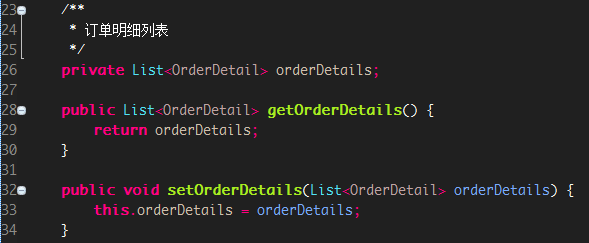 23 /**
24 * 订单明细列表
25 */
26 private List<OrderDetail> orderDetails;
27
28 public List<OrderDetail> getOrderDetails() {
29 return orderDetails;
30 }
31
32 public void setOrderDetails(List<OrderDetail> orderDetails) {
33 this.orderDetails = orderDetails;
34 }